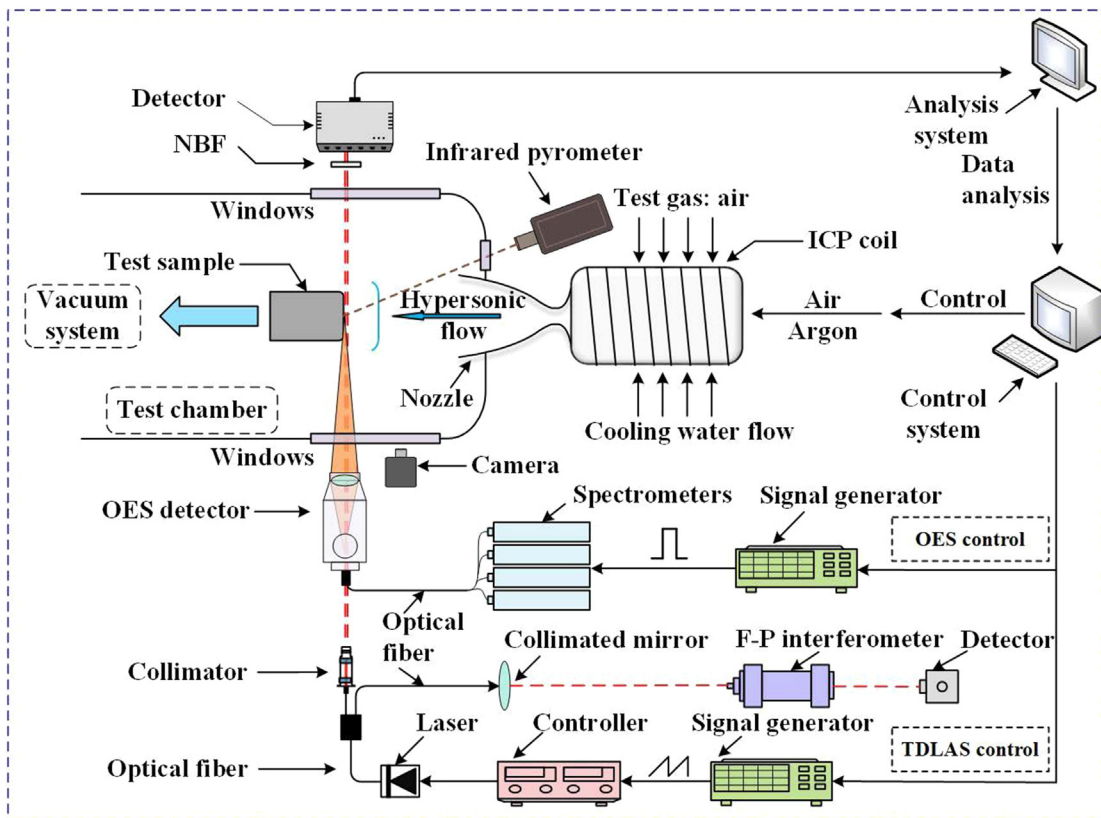 Detector
NBF
Windows
Infrared pyrometer
Test gas: air
ICP coil
Analysis
system
Data
analysis
Test sample
Vacuum
system
Hypersonic
flow
Air
Argon
Control
Control
system
Nozzle
Test chamber
Cooling water flow
Windows
Camera
OES detector
Spectrometers
Signal generator
OES control
Optical
fiber
Collimated mirror
F-P interferometer
Detector
Collimator
Laser
Controller
Signal generator
TDLAS control
Optical fiber